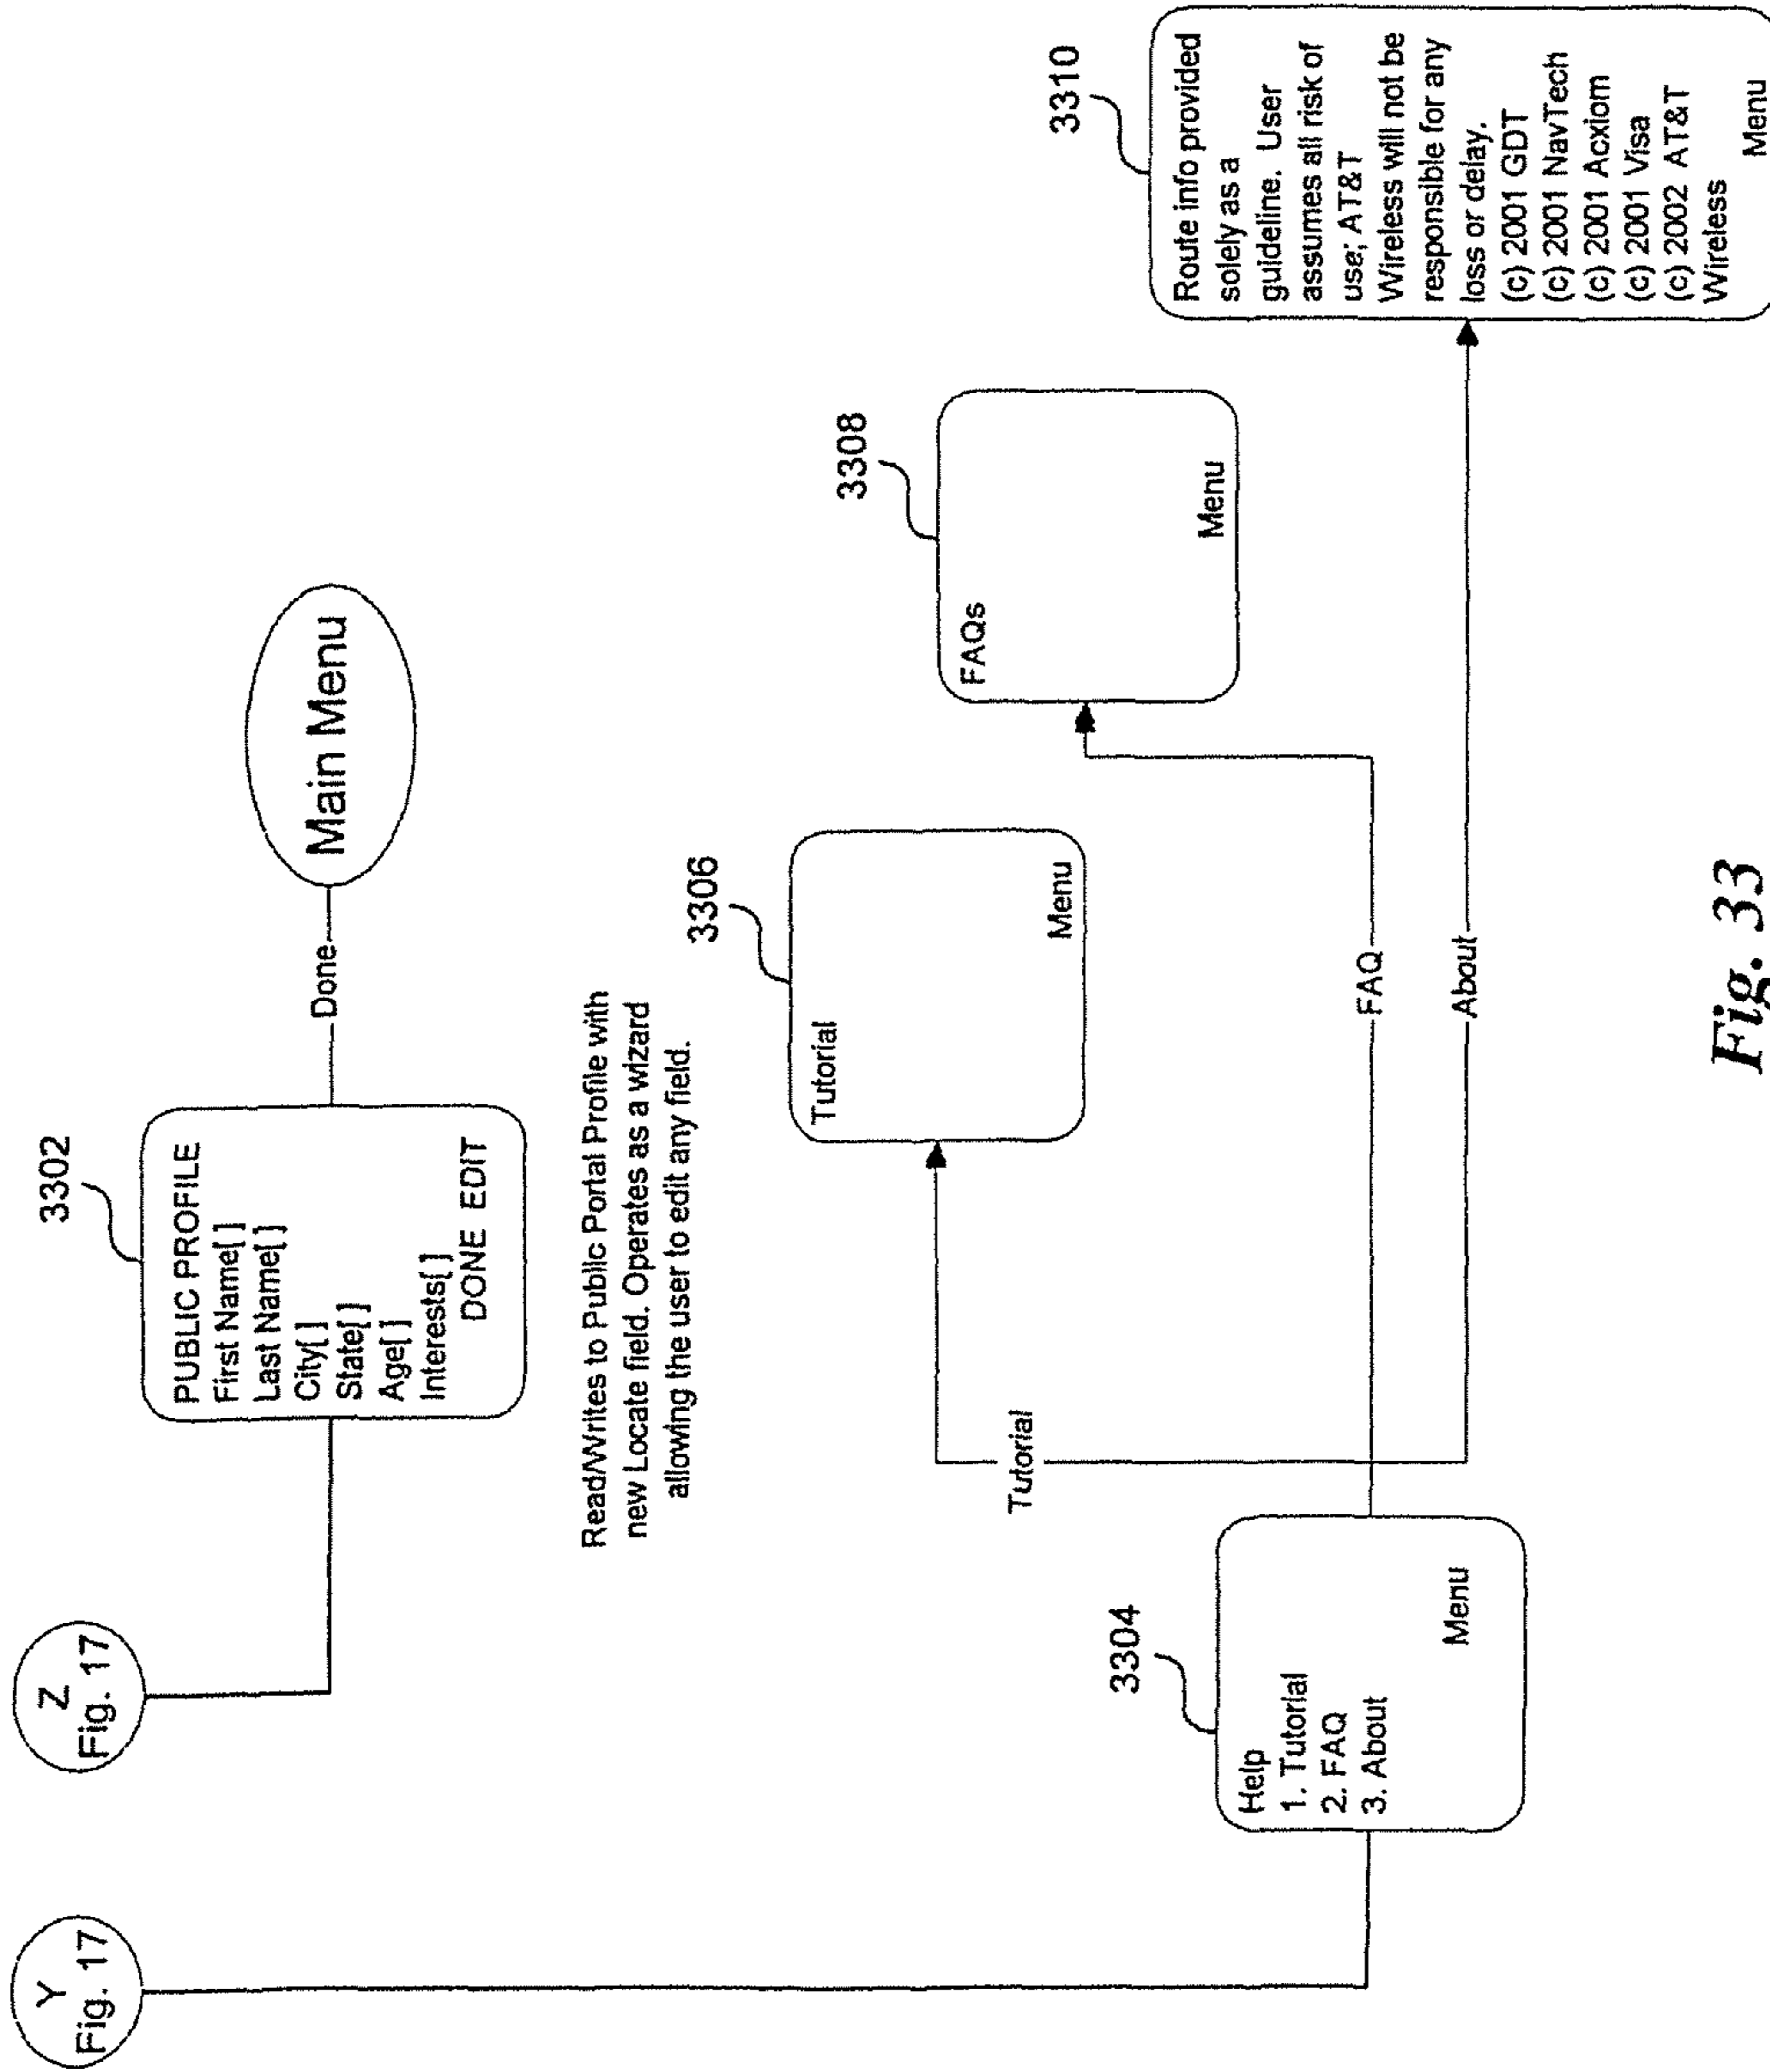 Y
Fig. 17
Z
Fig. 17
3302
PUBLIC PROFILE
First Name[ ]
Last Name[ ]
City[ ]
State[ ]
Age[ ]
Interests[ ]
DONE EDIT
Done
Main Menu
Read/Writes to Public Portal Profile with
new Locate field. Operates as a wizard
allowing the user to edit any field.
3304
Help
1. Tutorial
2. FAQ
3. About
Menu
Tutorial
3306
Tutorial
Menu
FAQ
3308
FAQs
Menu
About
3310
Route info provided
solely as a
guideline. User
assumes all risk of
use; AT&T
Wireless will not be
responsible for any
loss or delay.
(c) 2001 GDT
(c) 2001 NavTech
(c) 2001 Acxiom
(c) 2001 Visa
(c) 2002 AT&T
Wireless
Menu
Fig. 33